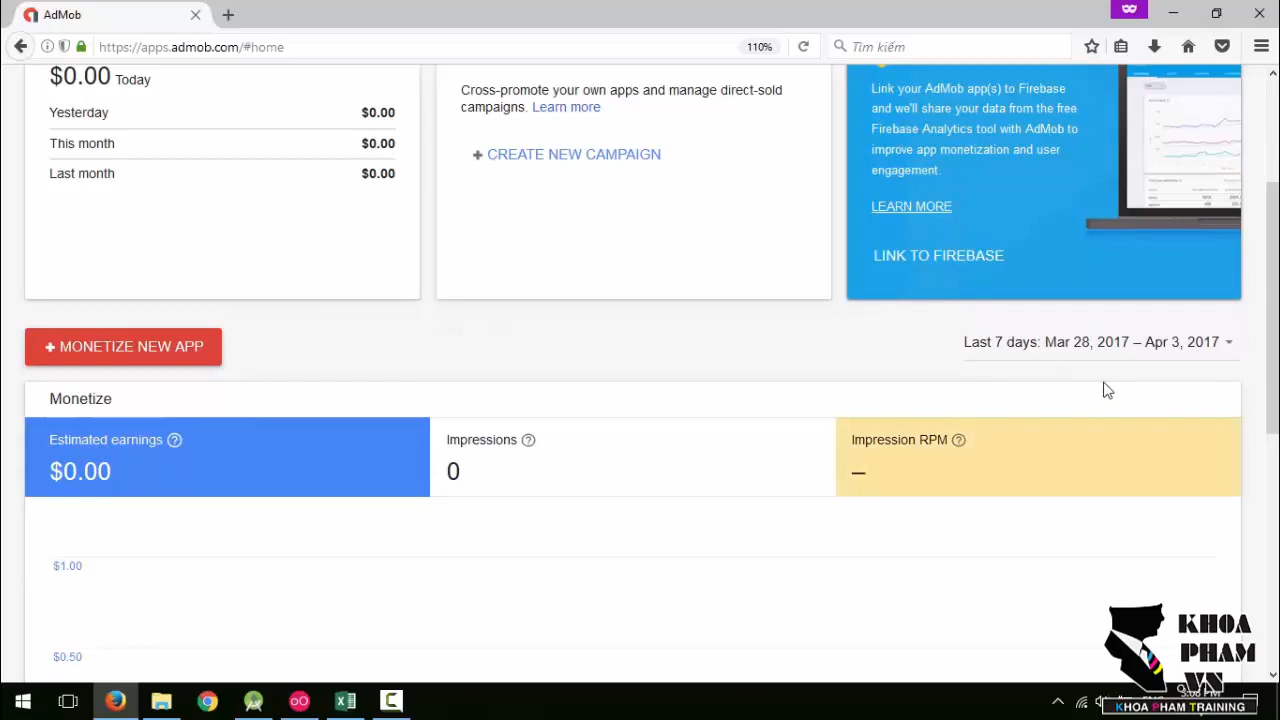 AdMob
https://apps.admob.com/#home
110%
Tìm kiếm
$0.00 Today
Yesterday $0.00
This month $0.00
Last month $0.00
Cross-promote your own apps and manage direct-sold
campaigns. Learn more
+ CREATE NEW CAMPAIGN
Link your AdMob app(s) to Firebase
and we'll share your data from the free
Firebase Analytics tool with AdMob to
improve app monetization and user
engagement.
LEARN MORE
LINK TO FIREBASE
+ MONETIZE NEW APP
Last 7 days: Mar 28, 2017 – Apr 3, 2017
Monetize
Estimated earnings ?
$0.00
Impressions ?
0
Impression RPM ?
–
$1.00
$0.50
KHOA
PHAM
.VN
KHOA PHAM TRAINING